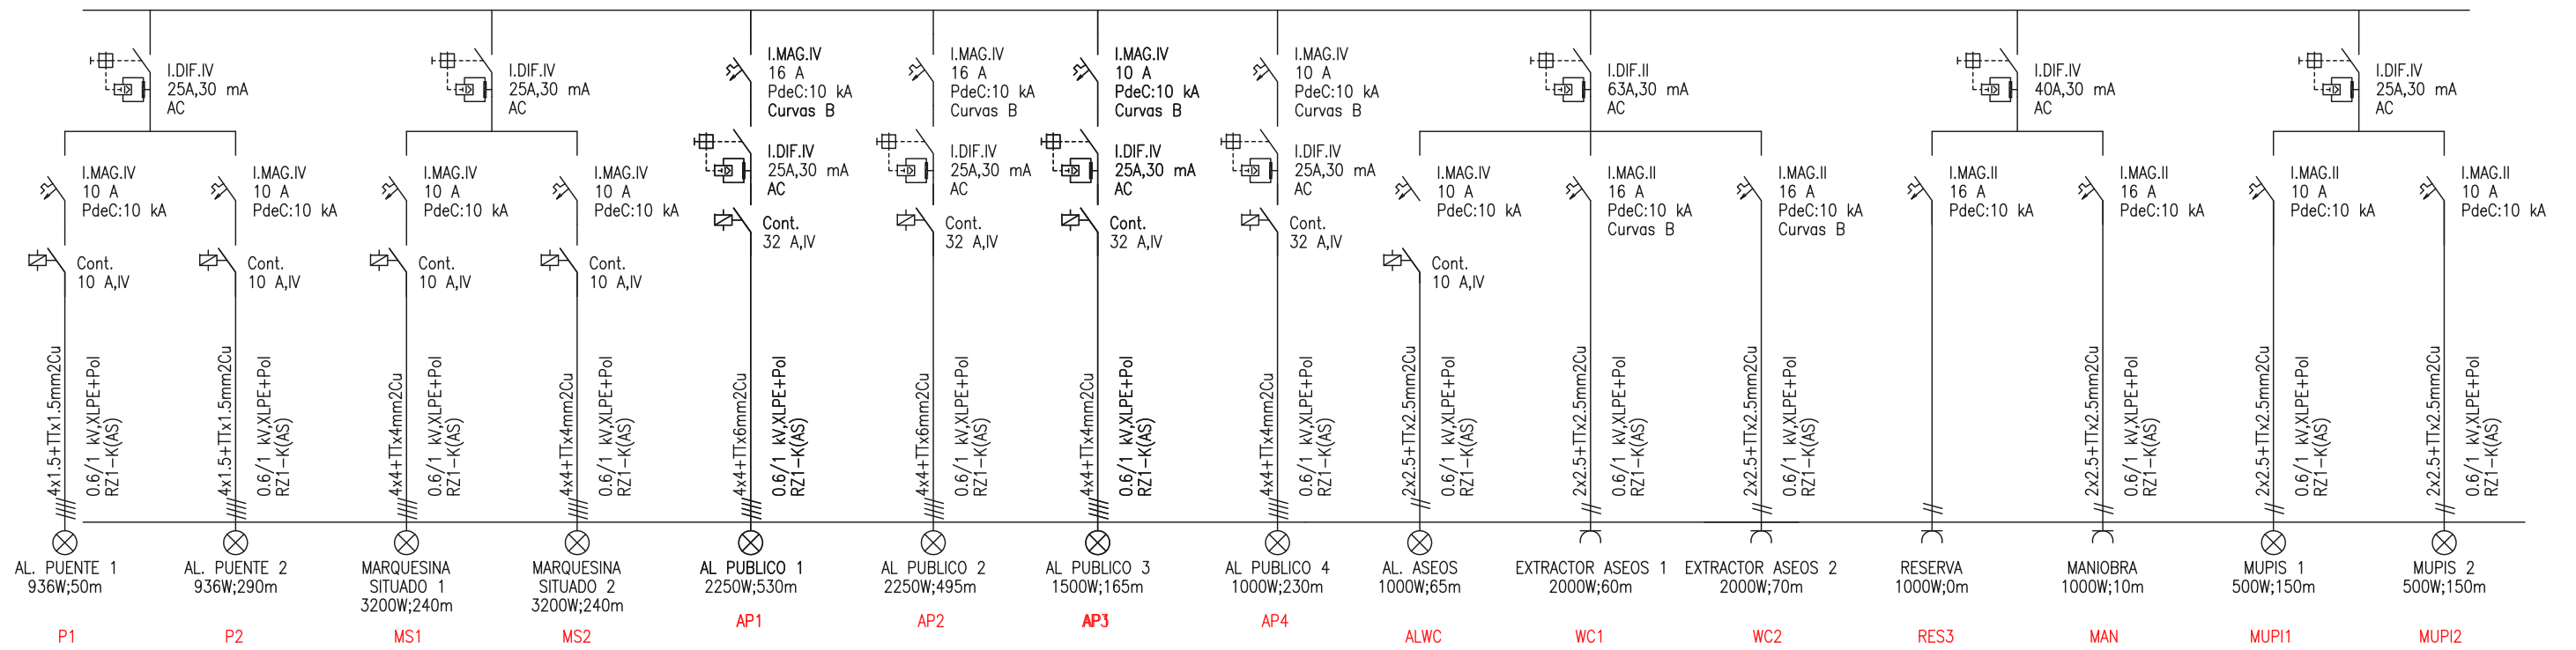 I.DIF.IV
25A,30 mA
AC
I.MAG.IV
10 A
PdeC:10 kA
Cont.
10 A,IV
4x1.5+TTx1.5mm2Cu
0.6/1 kV,XLPE+Pol
RZ1-K(AS)
AL. PUENTE 1
936W;50m
P1
I.MAG.IV
10 A
PdeC:10 kA
Cont.
10 A,IV
4x1.5+TTx1.5mm2Cu
0.6/1 kV,XLPE+Pol
RZ1-K(AS)
AL. PUENTE 2
936W;290m
P2
I.DIF.IV
25A,30 mA
AC
I.MAG.IV
10 A
PdeC:10 kA
Cont.
10 A,IV
4x4+TTx4mm2Cu
0.6/1 kV,XLPE+Pol
RZ1-K(AS)
MARQUESINA
SITUADO 1
3200W;240m
MS1
I.MAG.IV
10 A
PdeC:10 kA
Cont.
10 A,IV
4x4+TTx4mm2Cu
0.6/1 kV,XLPE+Pol
RZ1-K(AS)
MARQUESINA
SITUADO 2
3200W;240m
MS2
I.MAG.IV
16 A
PdeC:10 kA
Curvas B
I.DIF.IV
25A,30 mA
AC
Cont.
32 A,IV
4x4+TTx6mm2Cu
0.6/1 kV,XLPE+Pol
RZ1-K(AS)
AL PUBLICO 1
2250W;530m
AP1
I.MAG.IV
16 A
PdeC:10 kA
Curvas B
I.DIF.IV
25A,30 mA
AC
Cont.
32 A,IV
4x4+TTx6mm2Cu
0.6/1 kV,XLPE+Pol
RZ1-K(AS)
AL PUBLICO 2
2250W;495m
AP2
I.MAG.IV
10 A
PdeC:10 kA
Curvas B
I.DIF.IV
25A,30 mA
AC
Cont.
32 A,IV
4x4+TTx4mm2Cu
0.6/1 kV,XLPE+Pol
RZ1-K(AS)
AL PUBLICO 3
1500W;165m
AP3
I.MAG.IV
10 A
PdeC:10 kA
Curvas B
I.DIF.IV
25A,30 mA
AC
Cont.
32 A,IV
4x4+TTx4mm2Cu
0.6/1 kV,XLPE+Pol
RZ1-K(AS)
AL PUBLICO 4
1000W;230m
AP4
I.MAG.IV
10 A
PdeC:10 kA
Cont.
10 A,IV
2x2.5+TTx2.5mm2Cu
0.6/1 kV,XLPE+Pol
RZ1-K(AS)
AL. ASEOS
1000W;65m
ALWC
I.DIF.II
63A,30 mA
AC
I.MAG.II
16 A
PdeC:10 kA
Curvas B
2x2.5+TTx2.5mm2Cu
0.6/1 kV,XLPE+Pol
RZ1-K(AS)
EXTRACTOR ASEOS 1
2000W;60m
WC1
I.MAG.II
16 A
PdeC:10 kA
Curvas B
2x2.5+TTx2.5mm2Cu
0.6/1 kV,XLPE+Pol
RZ1-K(AS)
EXTRACTOR ASEOS 2
2000W;70m
WC2
I.DIF.IV
40A,30 mA
AC
I.MAG.II
16 A
PdeC:10 kA
RESERVA
1000W;0m
RES3
I.MAG.II
16 A
PdeC:10 kA
2x2.5+TTx2.5mm2Cu
0.6/1 kV,XLPE+Pol
RZ1-K(AS)
MANIOBRA
1000W;10m
MAN
I.DIF.IV
25A,30 mA
AC
I.MAG.II
10 A
PdeC:10 kA
2x2.5+TTx2.5mm2Cu
0.6/1 kV,XLPE+Pol
RZ1-K(AS)
MUPIS 1
500W;150m
MUPI1
I.MAG.II
10 A
PdeC:10 kA
2x2.5+TTx2.5mm2Cu
0.6/1 kV,XLPE+Pol
RZ1-K(AS)
MUPIS 2
500W;150m
MUPI2